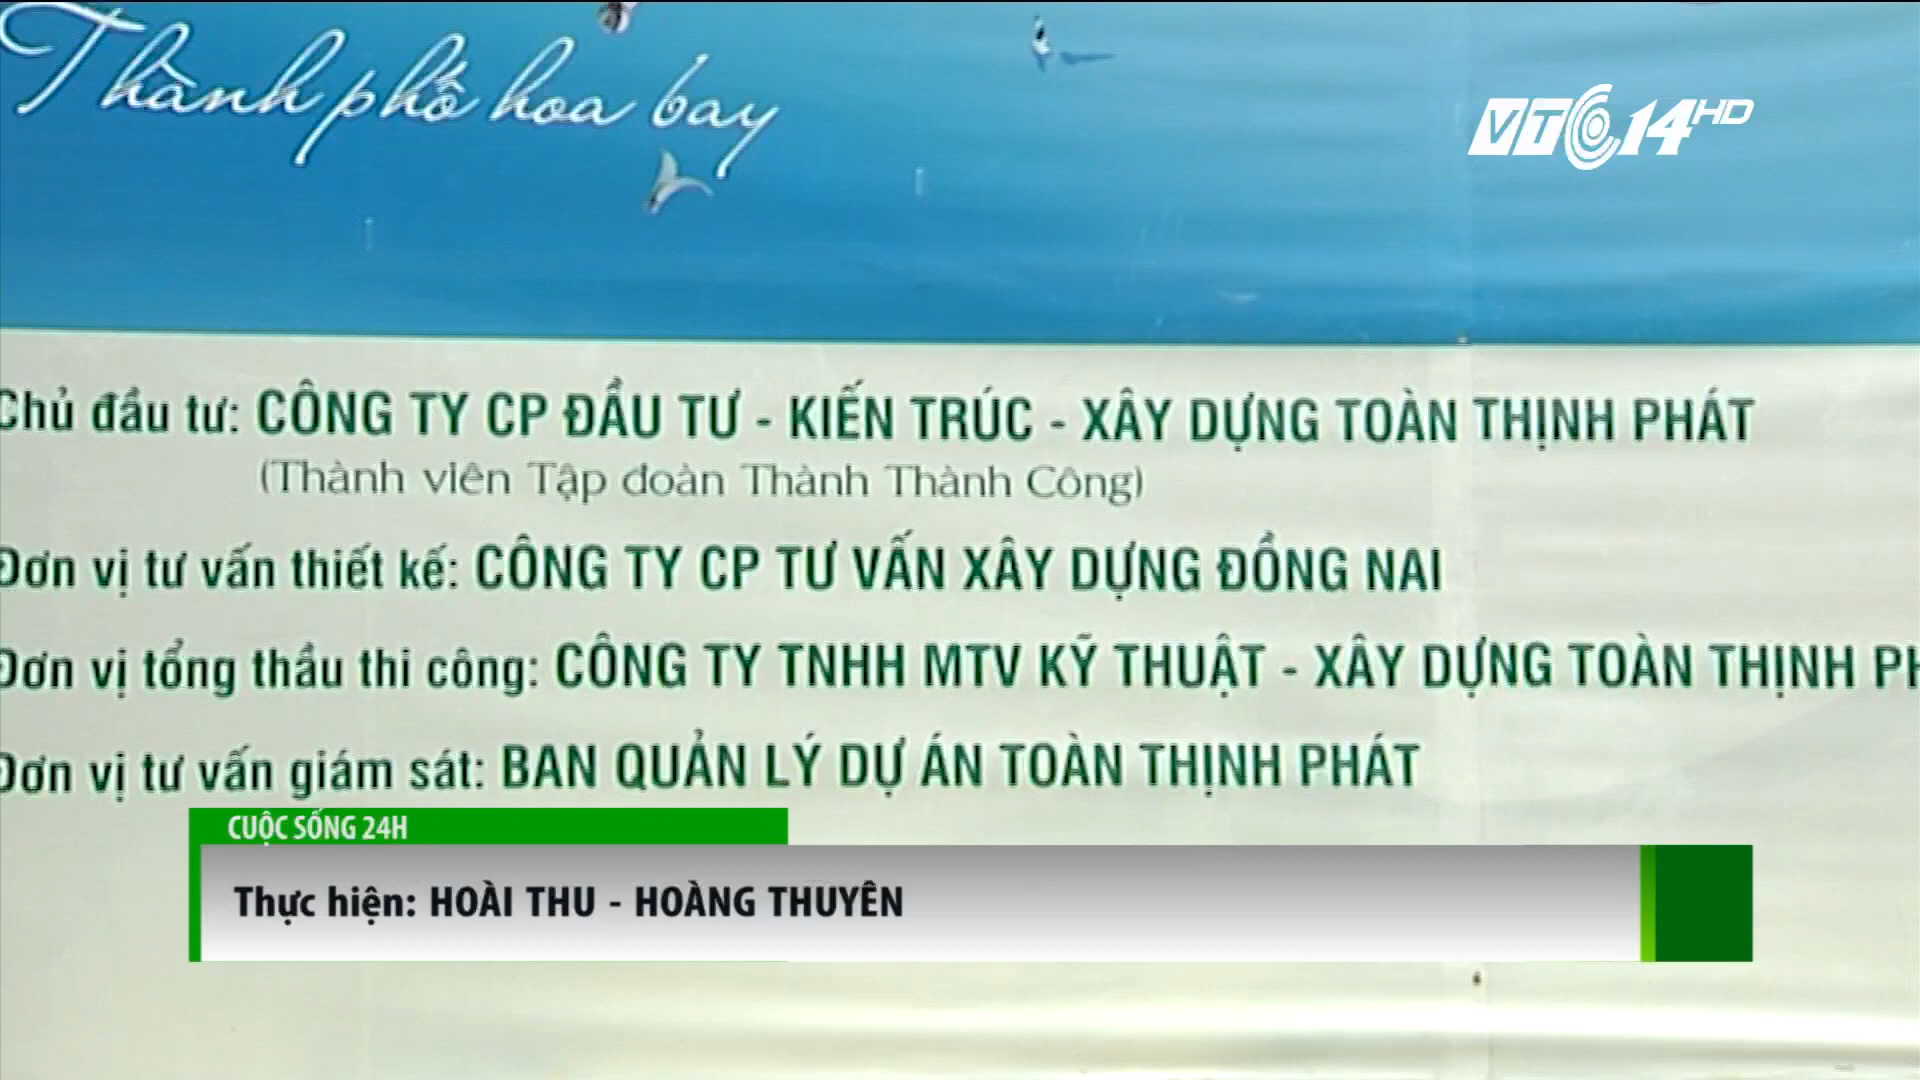 Thành phố hoa bay
VTC14 HD
Chủ đầu tư: CÔNG TY CP ĐẦU TƯ - KIẾN TRÚC - XÂY DỰNG TOÀN THỊNH PHÁT
(Thành viên Tập đoàn Thành Thành Công)
Đơn vị tư vấn thiết kế: CÔNG TY CP TƯ VẤN XÂY DỰNG ĐỒNG NAI
Đơn vị tổng thầu thi công: CÔNG TY TNHH MTV KỸ THUẬT - XÂY DỰNG TOÀN THỊNH PH
Đơn vị tư vấn giám sát: BAN QUẢN LÝ DỰ ÁN TOÀN THỊNH PHÁT
CUỘC SỐNG 24H
Thực hiện: HOÀI THU - HOÀNG THUYÊN